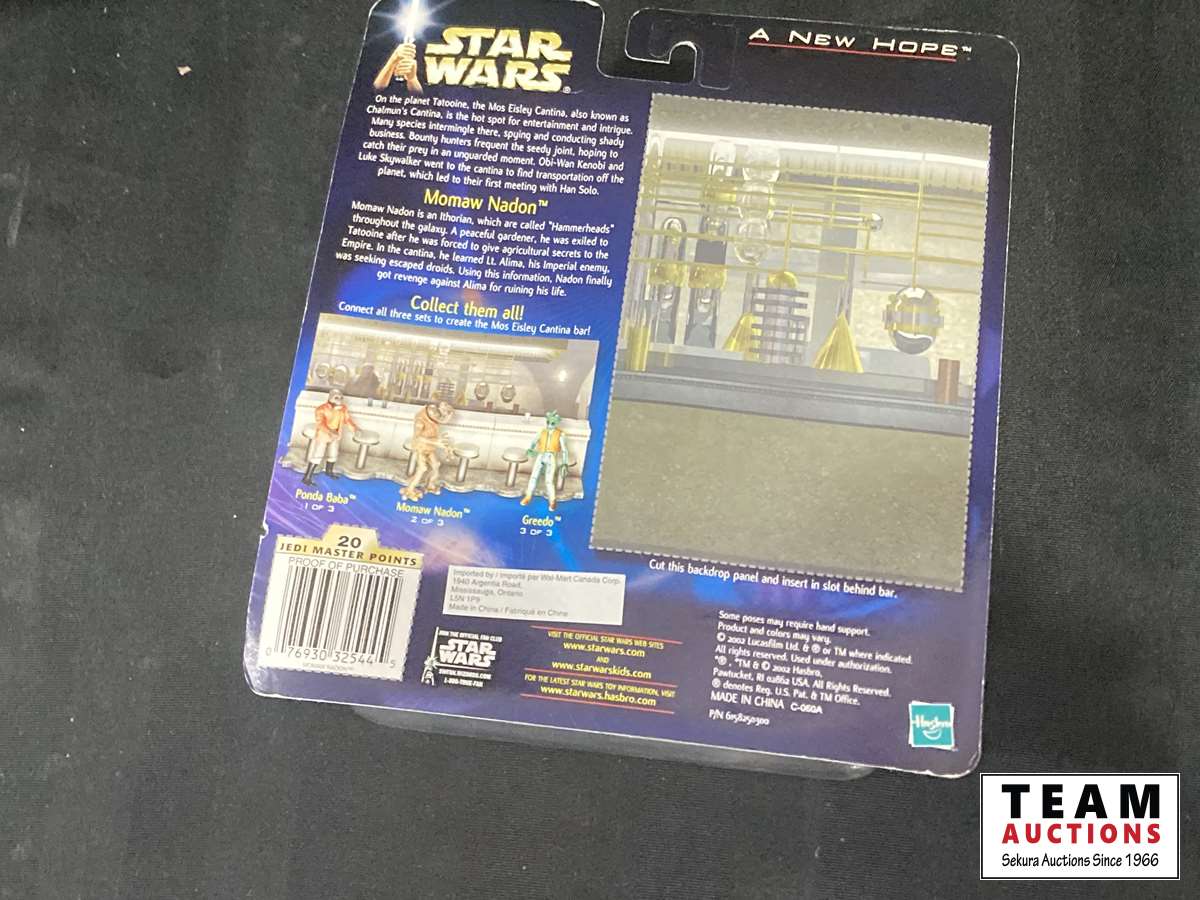 STAR
WARS®
A NEW HOPE™
On the planet Tatooine, the Mos Eisley Cantina, also known as
Chalmun's Cantina, is the hot spot for entertainment and intrigue.
Many species intermingle there, spying and conducting shady
business. Bounty hunters frequent the seedy joint, hoping to
catch their prey in an unguarded moment. Obi-Wan Kenobi and
Luke Skywalker went to the cantina to find transportation off the
planet, which led to their first meeting with Han Solo.
Momaw Nadon™
Momaw Nadon is an Ithorian, which are called "Hammerheads"
throughout the galaxy. A peaceful gardener, he was exiled to
Tatooine after he was forced to give agricultural secrets to the
Empire. In the cantina, he learned Lt. Alima, his Imperial enemy,
was seeking escaped droids. Using this information, Nadon finally
got revenge against Alima for ruining his life.
Collect them all!
Connect all three sets to create the Mos Eisley Cantina bar!
Ponda Baba™
1 OF 3
Momaw Nadon™
2 OF 3
Greedo™
3 OF 3
Cut this backdrop panel and insert in slot behind bar.
20
JEDI MASTER POINTS
PROOF OF PURCHASE
0 76930 32544 5
MOMAW NADON™
Imported by / Importé par Wal-Mart Canada Corp.
1940 Argentia Road,
Mississauga, Ontario
L5N 1P9
Made in China / Fabriqué en Chine
JOIN THE OFFICIAL FAN CLUB
STAR
WARS
1-800-TRUE-FAN
VISIT THE OFFICIAL STAR WARS WEB SITES
www.starwars.com
AND
www.starwarskids.com
FOR THE LATEST STAR WARS TOY INFORMATION, VISIT
www.starwars.hasbro.com
Some poses may require hand support.
Product and colors may vary.
© 2002 Lucasfilm Ltd. & ® or TM where indicated.
All rights reserved. Used under authorization.
*®, *TM & © 2002 Hasbro,
Pawtucket, RI 02862 USA. All Rights Reserved.
® denotes Reg. U.S. Pat. & TM Office.
MADE IN CHINA C-060A
P/N 6158250300
Hasbro
TEAM
AUCTIONS
Sekura Auctions Since 1966